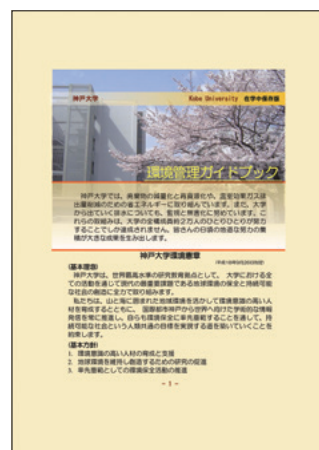 神戸大学 Kobe University 在学中保存版
環境管理ガイドブック
神戸大学では、廃棄物の減量化と再資源化や、温室効果ガス排
出量削減のための省エネルギーに取り組んでいます。また、大学
から出ていく排水についても、監視と無害化に努めています。こ
れらの取組みは、大学の全構成員約2万人のひとりひとりが努力
することでしか達成されません。皆さんの日頃の地道な努力の累
積が大きな成果を生み出します。
神戸大学環境憲章
(基本理念)
神戸大学は、世界最高水準の研究教育拠点として、大学における全
ての活動を通じて現代の最重要課題である地球環境の保全と持続可能
な社会の創造に全力で取り組みます。
私たちは、山と海に囲まれた地球環境を活かして環境意識の高い人
材を育成するとともに、国際都市神戸から世界へ向けた学術的な情報
発信を常に推進し、自らも環境保全に率先垂範することを通して、持
続可能な社会という人類共通の目標を実現する道を築いていくことを
約束します。
(基本方針)
1. 環境意識の高い人材の育成と支援
2. 地球環境を維持し創造するための研究の促進
3. 率先垂範としての環境保全活動の推進
- 1 -